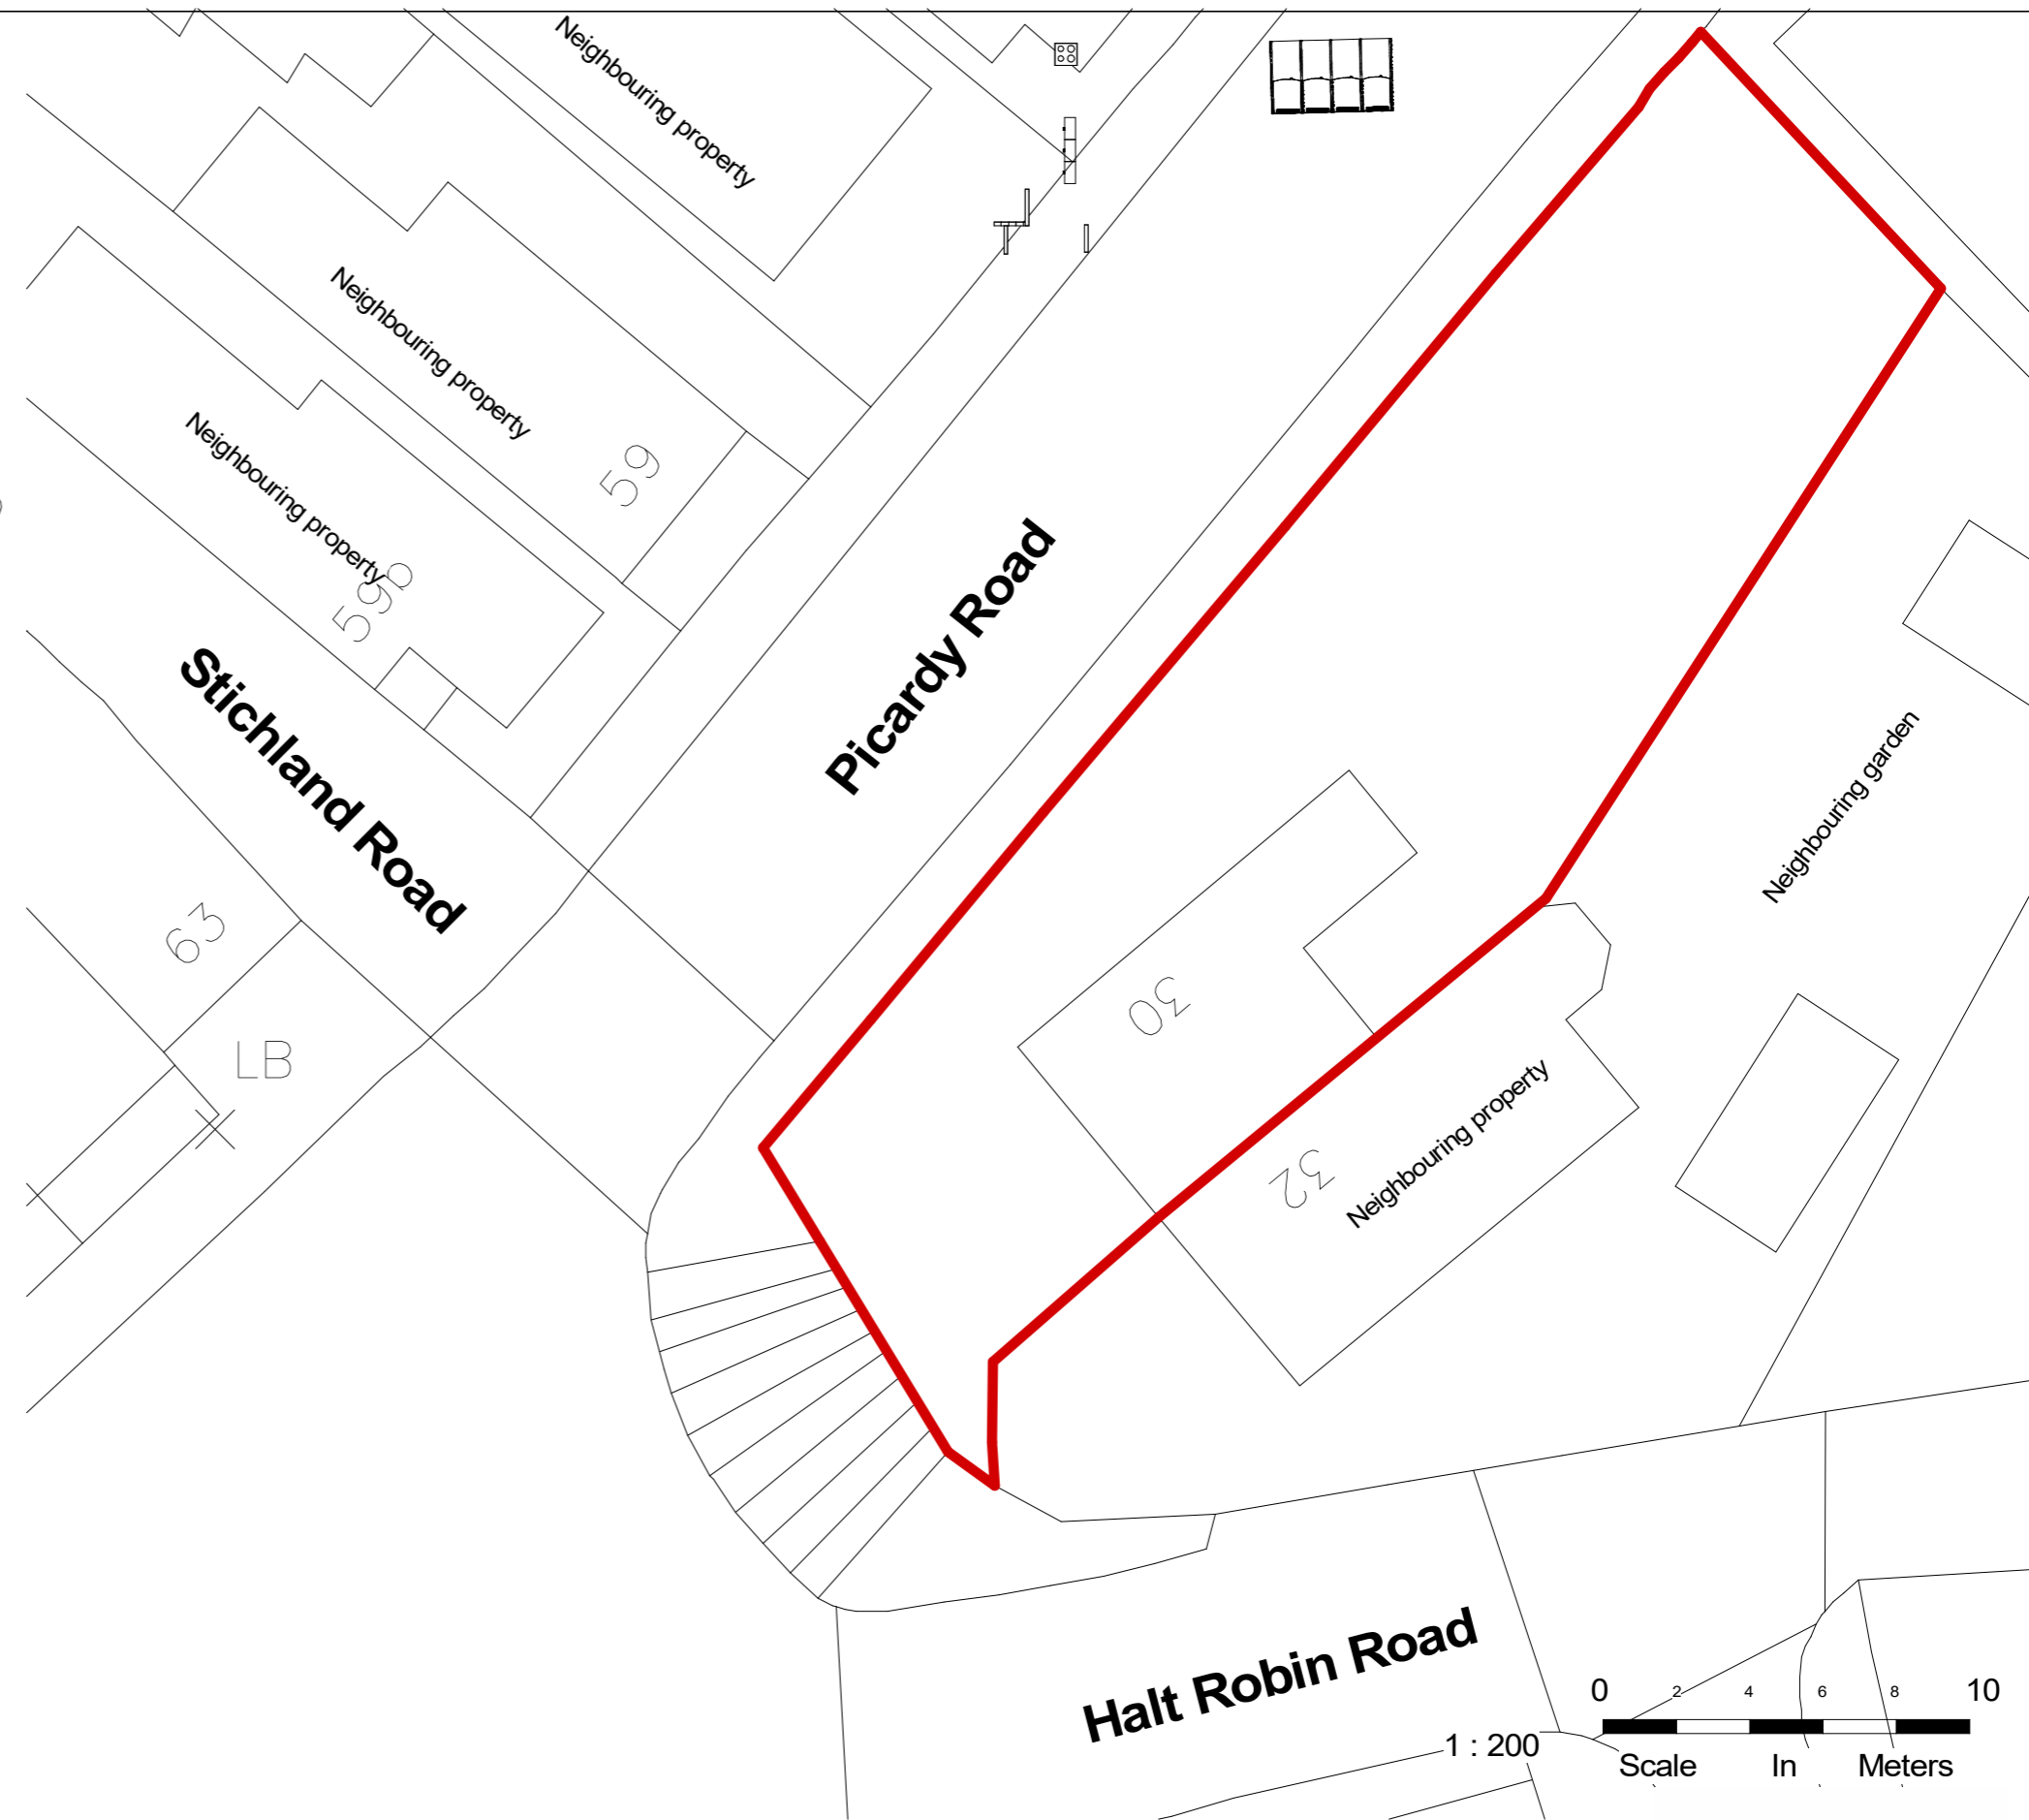 Neighbouring property
Neighbouring property
Neighbouring property
59
59b
Stichland Road
Picardy Road
Neighbouring garden
63
LB
30
32
Neighbouring property
Halt Robin Road
0 2 4 6 8 10
1 : 200
Scale In Meters